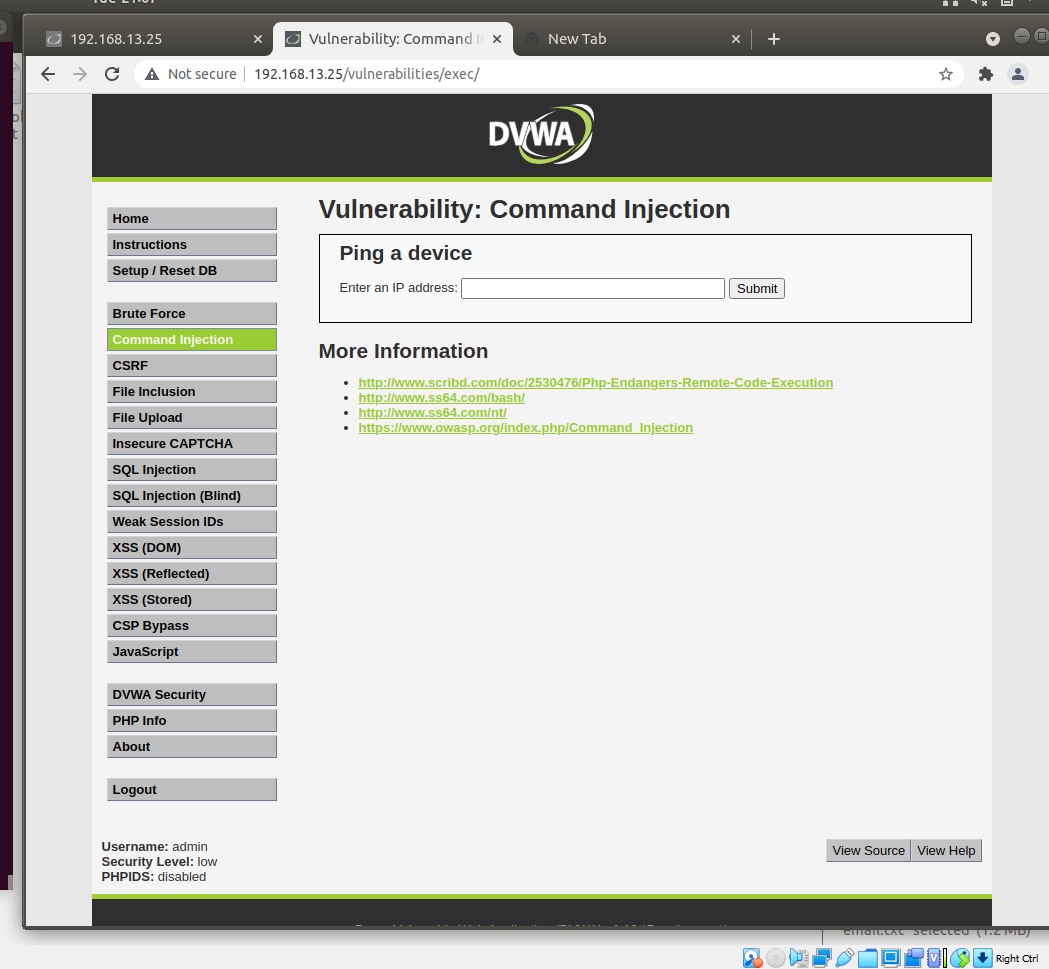 192.168.13.25
Vulnerability: Command I
New Tab
Not secure
192.168.13.25/vulnerabilities/exec/
DVWA
Home
Instructions
Setup / Reset DB
Brute Force
Command Injection
CSRF
File Inclusion
File Upload
Insecure CAPTCHA
SQL Injection
SQL Injection (Blind)
Weak Session IDs
XSS (DOM)
XSS (Reflected)
XSS (Stored)
CSP Bypass
JavaScript
DVWA Security
PHP Info
About
Logout
Vulnerability: Command Injection
Ping a device
Enter an IP address:
Submit
More Information
http://www.scribd.com/doc/2530476/Php-Endangers-Remote-Code-Execution
http://www.ss64.com/bash/
http://www.ss64.com/nt/
https://www.owasp.org/index.php/Command_Injection
Username: admin
Security Level: low
PHPIDS: disabled
View Source
View Help
selected (1.2 MB)
Right Ctrl